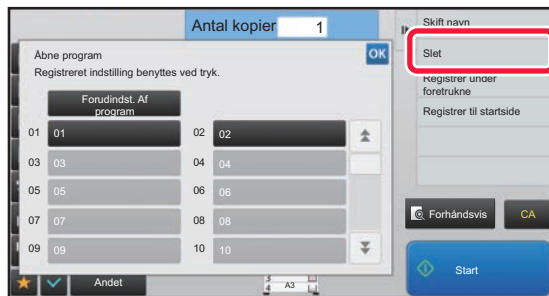 Antal kopier 1
Åbne program
OK
Registreret indstilling benyttes ved tryk.
Forudindst. Af
program
01 01
02 02
03 03
04 04
05 05
06 06
07 07
08 08
09 09
10 10
Andet
3
4
A3
Skift navn
Slet
Registrer under
foretrukne
Registrer til startside
Forhåndsvis
CA
Start